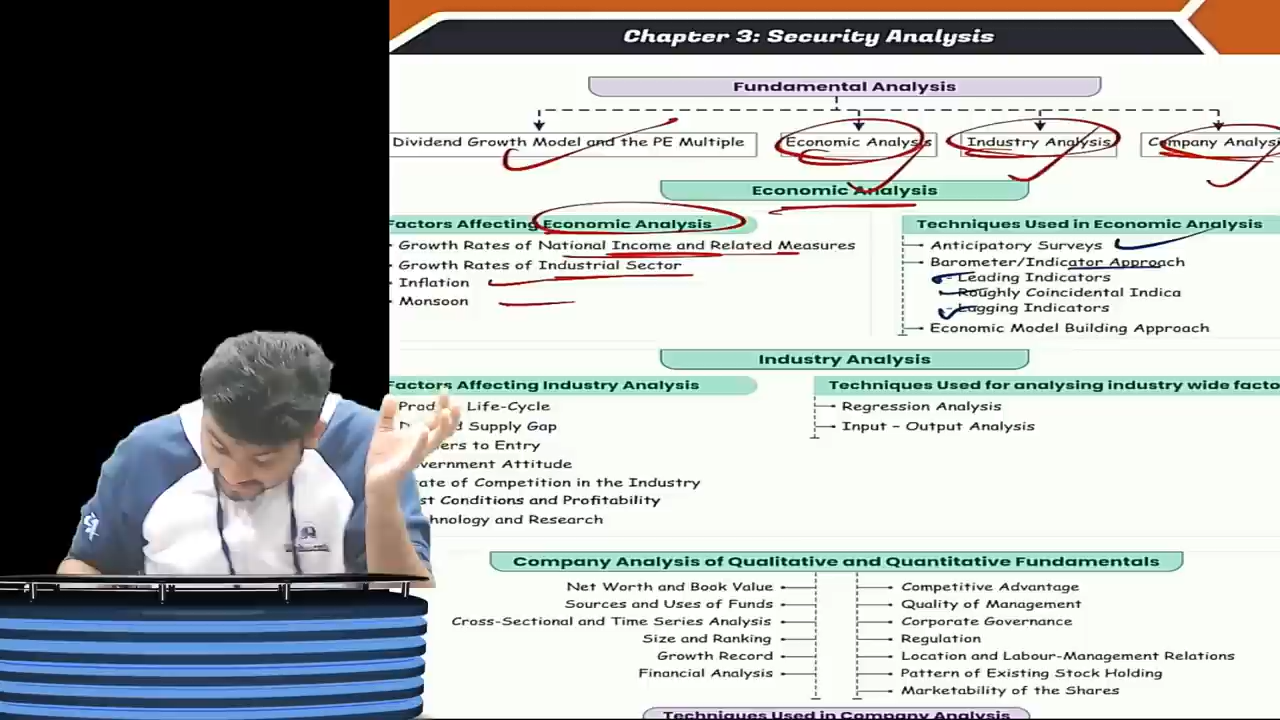 Chapter 3: Security Analysis
Fundamental Analysis
Dividend Growth Model and the PE Multiple
Economic Analysis
Industry Analysis
Company Analysi
Economic Analysis
Factors Affecting Economic Analysis
Growth Rates of National Income and Related Measures
Growth Rates of Industrial Sector
Inflation
Monsoon
Techniques Used in Economic Analysis
Anticipatory Surveys
Barometer/Indicator Approach
- Leading Indicators
- Roughly Coincidental Indica
- Lagging Indicators
Economic Model Building Approach
Industry Analysis
Factors Affecting Industry Analysis
Life-Cycle
Supply Gap
to Entry
Attitude
of Competition in the Industry
Conditions and Profitability
and Research
Techniques Used for analysing industry wide facto
Regression Analysis
Input - Output Analysis
Company Analysis of Qualitative and Quantitative Fundamentals
Net Worth and Book Value
Sources and Uses of Funds
Cross-Sectional and Time Series Analysis
Size and Ranking
Growth Record
Financial Analysis
Competitive Advantage
Quality of Management
Corporate Governance
Regulation
Location and Labour-Management Relations
Pattern of Existing Stock Holding
Marketability of the Shares
Techniques Used in Company Analysis